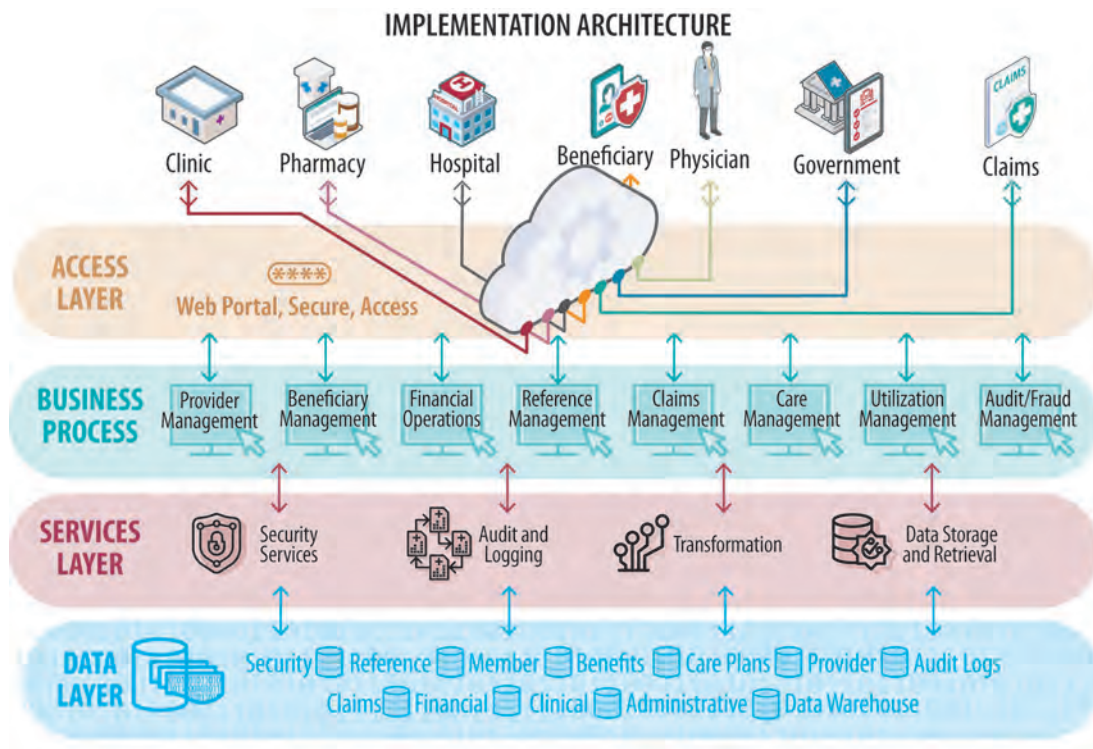 IMPLEMENTATION ARCHITECTURE
CLAIMS
HOSPITAL
Clinic
Pharmacy
Hospital
Beneficiary
Physician
Government
Claims
ACCESS
LAYER
****
Web Portal, Secure, Access
BUSINESS
PROCESS
Provider
Management
Beneficiary
Management
Financial
Operations
Reference
Management
Claims
Management
Care
Management
Utilization
Management
Audit/Fraud
Management
SERVICES
LAYER
Security
Services
Audit and
Logging
Transformation
Data Storage
and Retrieval
DATA
LAYER
Security Reference Member Benefits Care Plans Provider Audit Logs
Claims Financial Clinical Administrative Data Warehouse